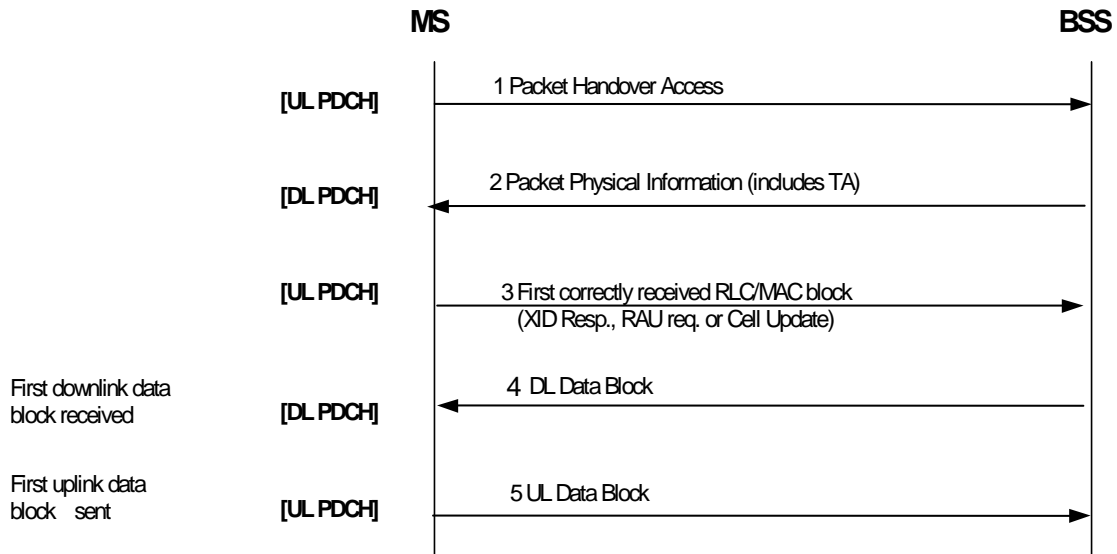 MS
BSS
[UL PDCH]
1 Packet Handover Access
[DL PDCH]
2 Packet Physical Information (includes TA)
[UL PDCH]
3 First correctly received RLC/MAC block
(XID Resp., RAU req. or Cell Update)
First downlink data
block received
[DL PDCH]
4 DL Data Block
First uplink data
block sent
[UL PDCH]
5 UL Data Block